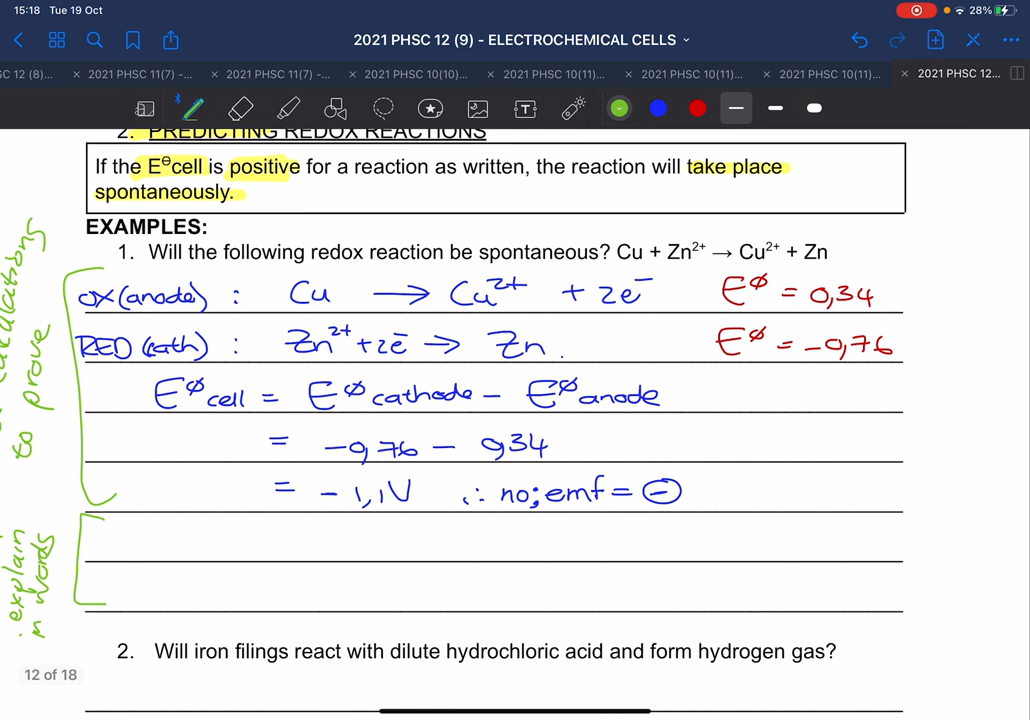 15:18 Tue 19 Oct
28%
2021 PHSC 12 (9) - ELECTROCHEMICAL CELLS
SC 12 (8)...
× 2021 PHSC 11(7) -...
× 2021 PHSC 11(7) -...
× 2021 PHSC 10(10)...
× 2021 PHSC 10(11)...
× 2021 PHSC 10(11)...
× 2021 PHSC 10(11)...
× 2021 PHSC 12...
2. PREDICTING REDOX REACTIONS
If the E⊖cell is positive for a reaction as written, the reaction will take place
spontaneously.
EXAMPLES:
1. Will the following redox reaction be spontaneous? Cu + Zn²⁺ → Cu²⁺ + Zn
OX (anode) : Cu → Cu²⁺ + 2e⁻ E∅ = 0,34
RED (cath) : Zn²⁺ + 2e⁻ → Zn. E∅ = -0,76
E∅cell = E∅cathode - E∅anode
= -0,76 - 0,34
= -1,1V ∴ no; emf = ⊖
calculations
to prove
explain
in words
2. Will iron filings react with dilute hydrochloric acid and form hydrogen gas?
12 of 18